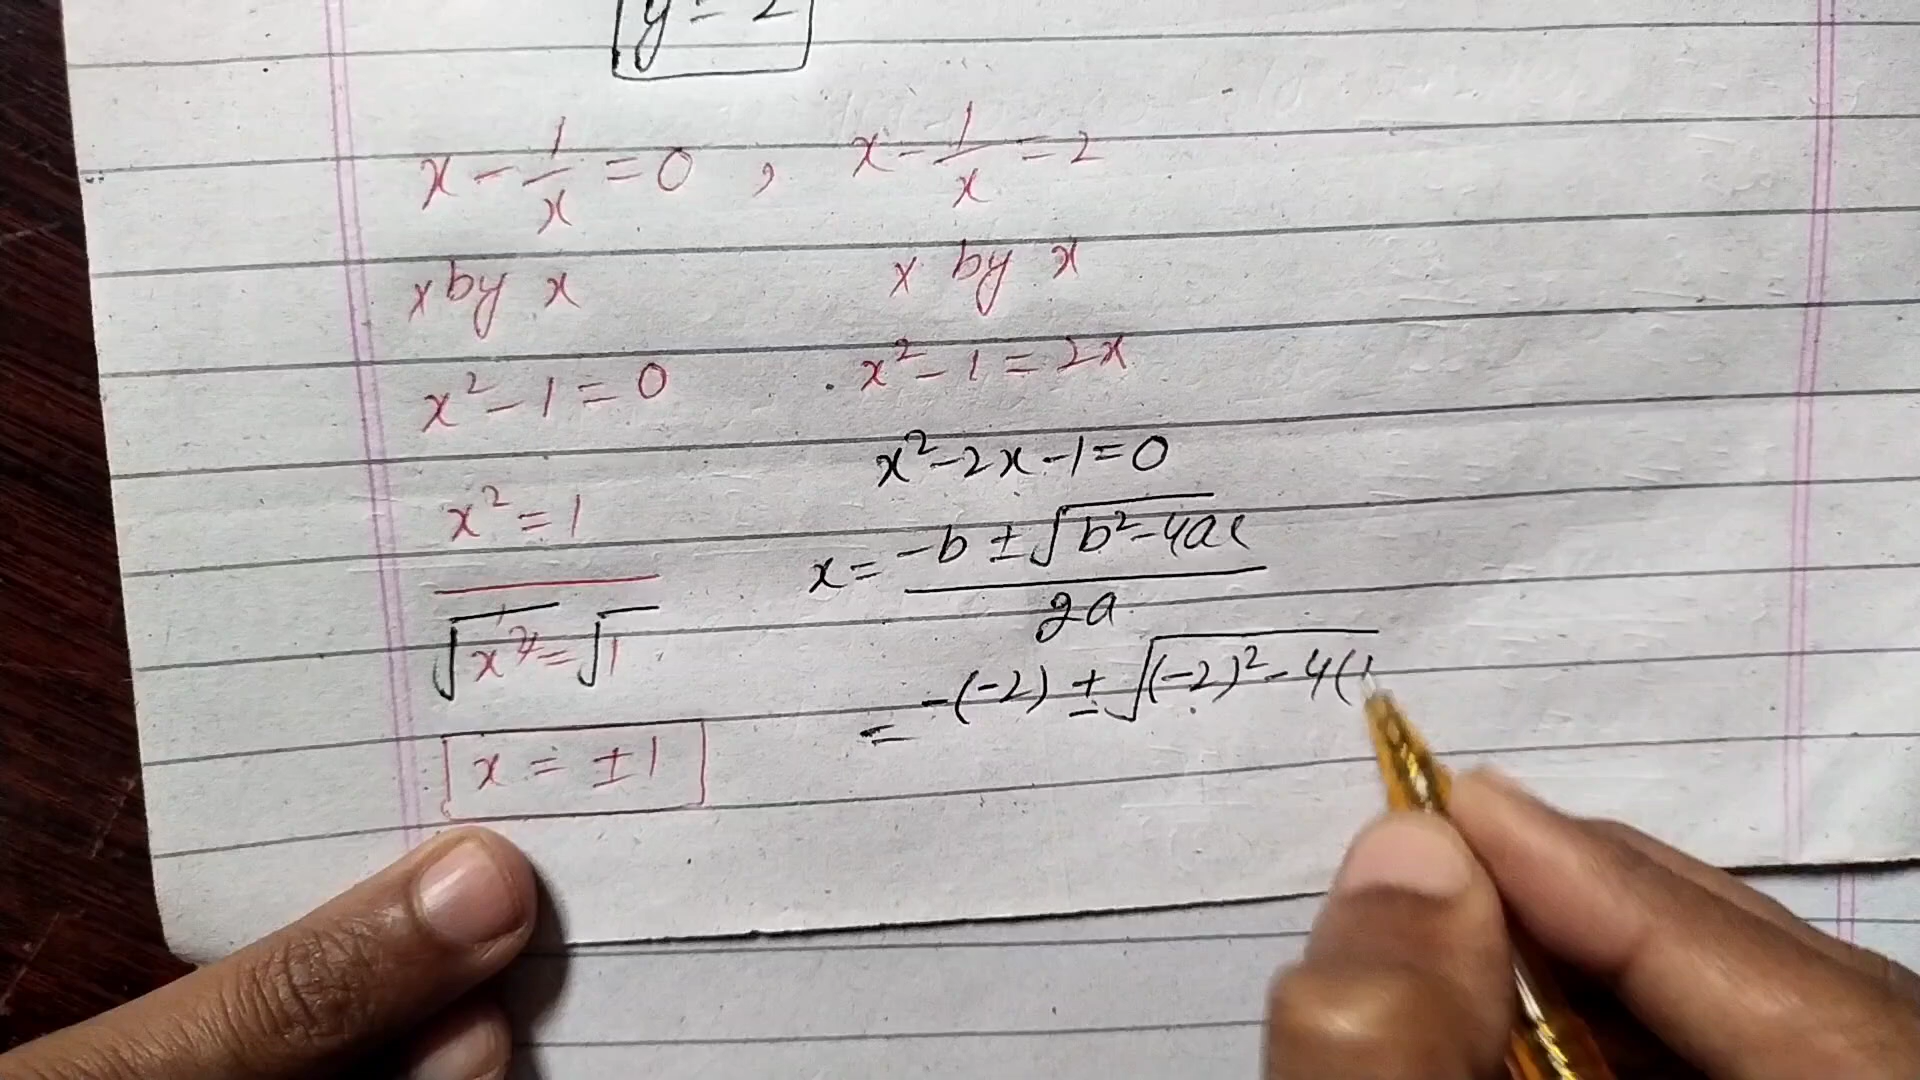 y = 2
x - 1/x = 0 , x - 1/x = 2
x by x x by x
x² - 1 = 0 x² - 1 = 2x
x² - 2x - 1 = 0
x² = 1
x = -b ± √b² - 4ac / 2a
√x² = √1
= -(-2) ± √(-2)² - 4(1
x = ±1